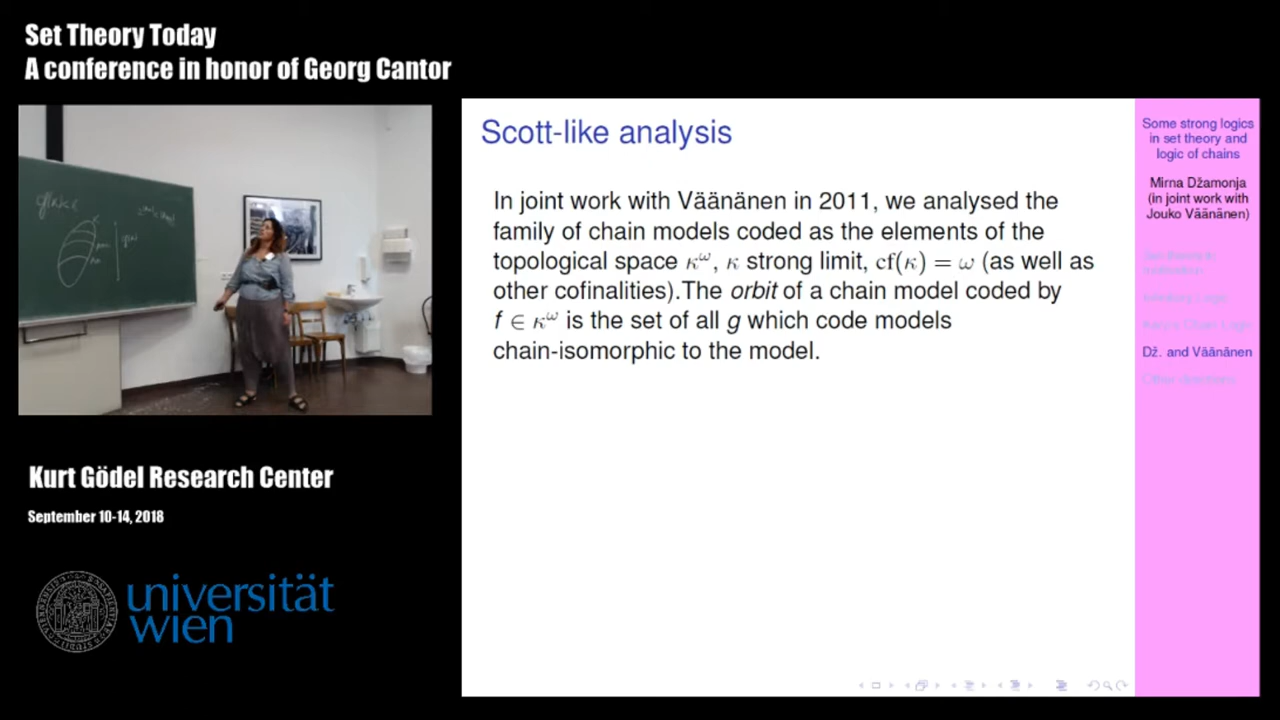 Set Theory Today
A conference in honor of Georg Cantor
Kurt Gödel Research Center
September 10-14, 2018
universität
wien
Scott-like analysis
In joint work with Väänänen in 2011, we analysed the
family of chain models coded as the elements of the
topological space κ^ω, κ strong limit, cf(κ) = ω (as well as
other cofinalities).The orbit of a chain model coded by
f ∈ κ^ω is the set of all g which code models
chain-isomorphic to the model.
Some strong logics
in set theory and
logic of chains
Mirna Džamonja
(in joint work with
Jouko Väänänen)
Dž. and Väänänen
Other directions